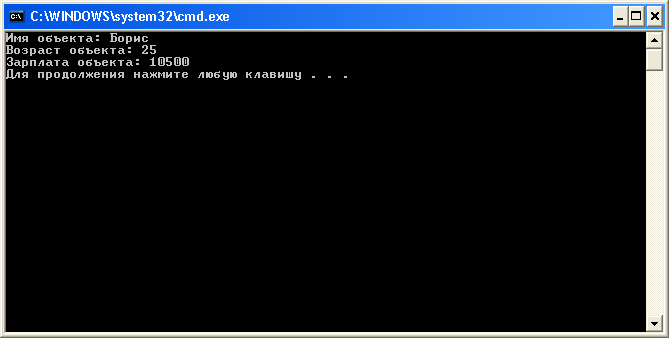 C:\WINDOWS\system32\cmd.exe
Имя объекта: Борис
Возраст объекта: 25
Зарплата объекта: 10500
Для продолжения нажмите любую клавишу . . .